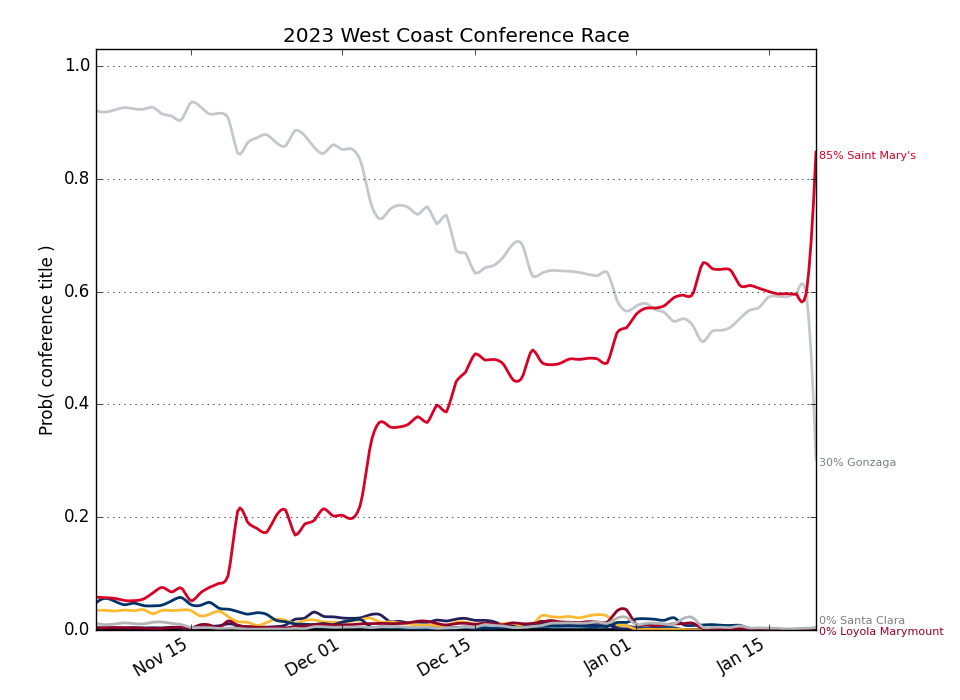 2023 West Coast Conference Race
Prob( conference title )
1.0
0.8
0.6
0.4
0.2
0.0
85% Saint Mary's
30% Gonzaga
0% Santa Clara
0% Loyola Marymount
Nov 15
Dec 01
Dec 15
Jan 01
Jan 15